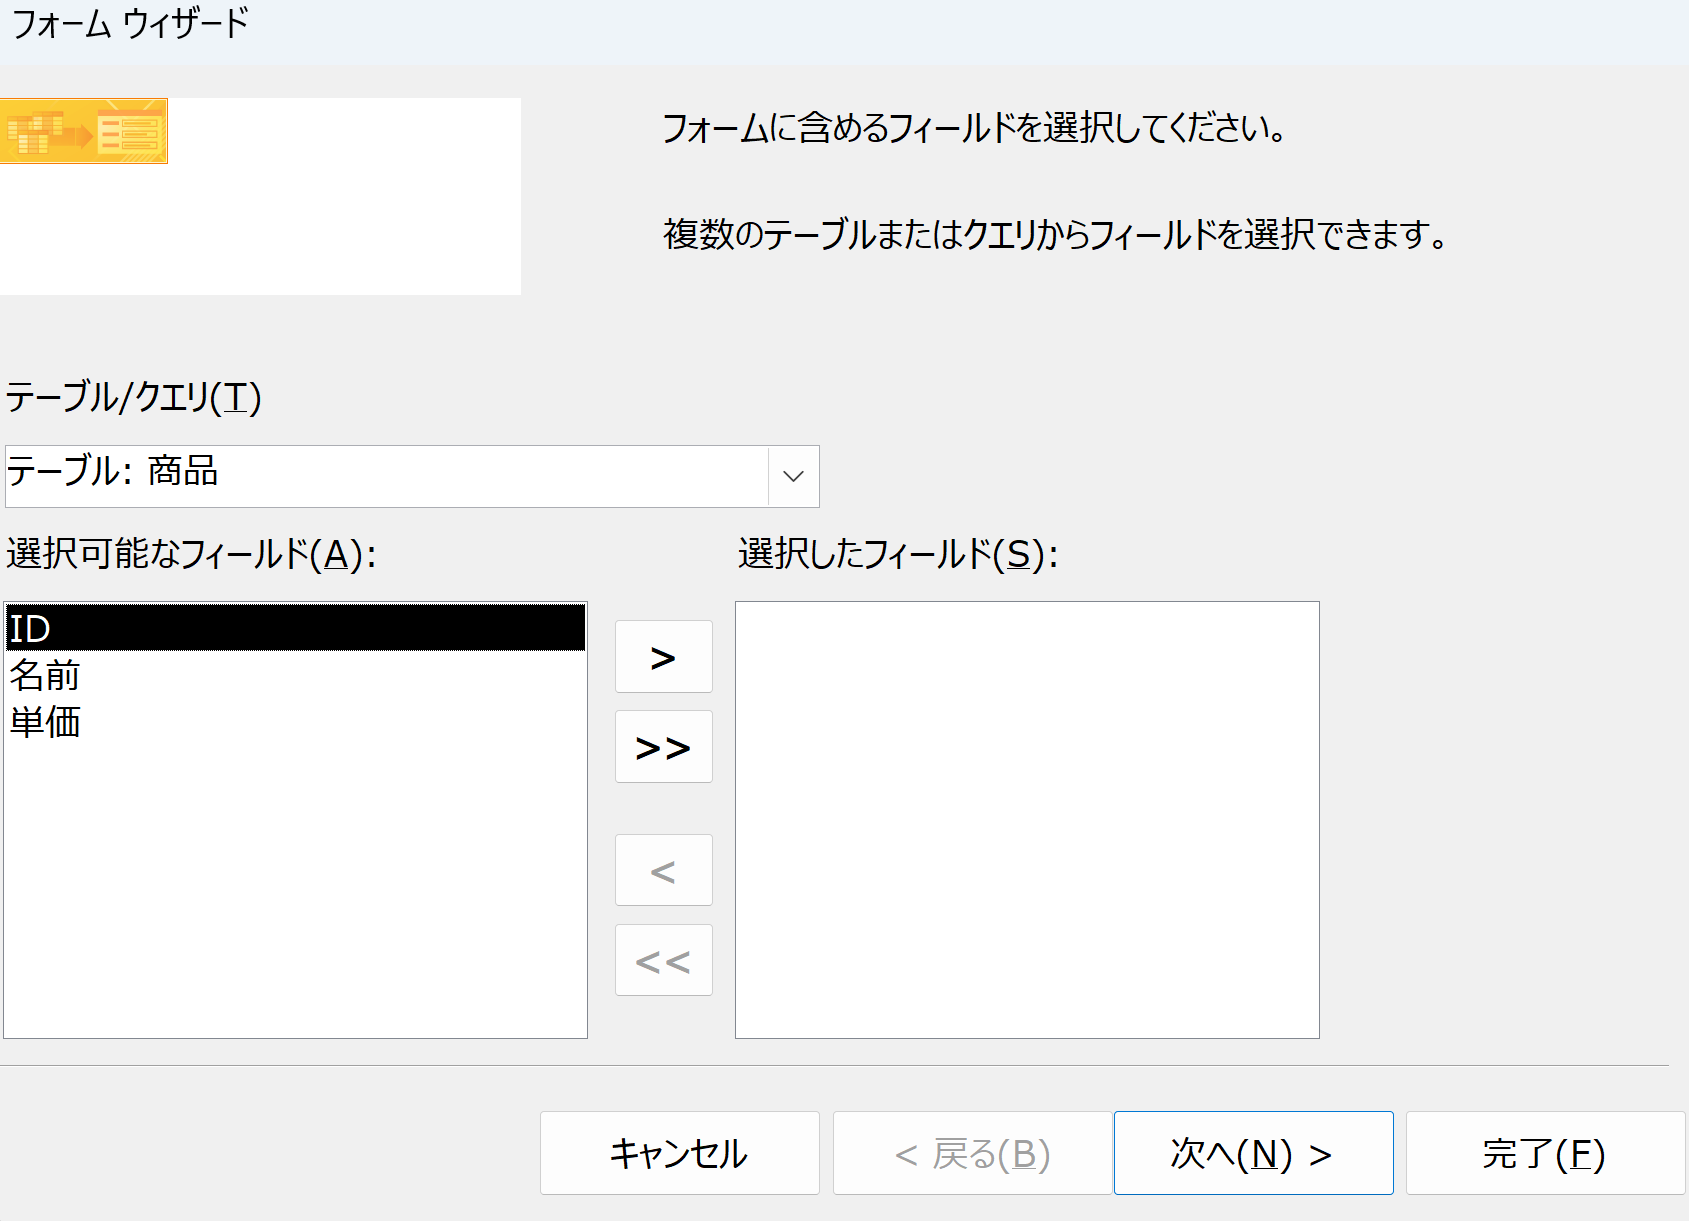 フォーム ウィザード
フォームに含めるフィールドを選択してください。
複数のテーブルまたはクエリからフィールドを選択できます。
テーブル/クエリ(T)
テーブル: 商品
選択可能なフィールド(A):
選択したフィールド(S):
ID
名前
単価
>
>>
<
<<
キャンセル
< 戻る(B)
次へ(N) >
完了(F)